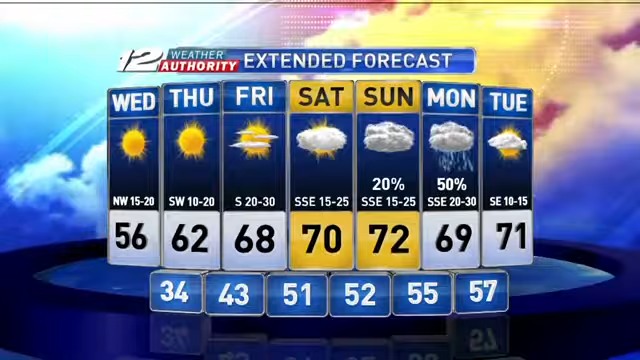 12 WEATHER AUTHORITY EXTENDED FORECAST
WED THU FRI SAT SUN MON TUE
20% 50%
NW 15-20 SW 10-20 S 20-30 SSE 15-25 SSE 15-25 SSE 20-30 SE 10-15
56 62 68 70 72 69 71
34 43 51 52 55 57